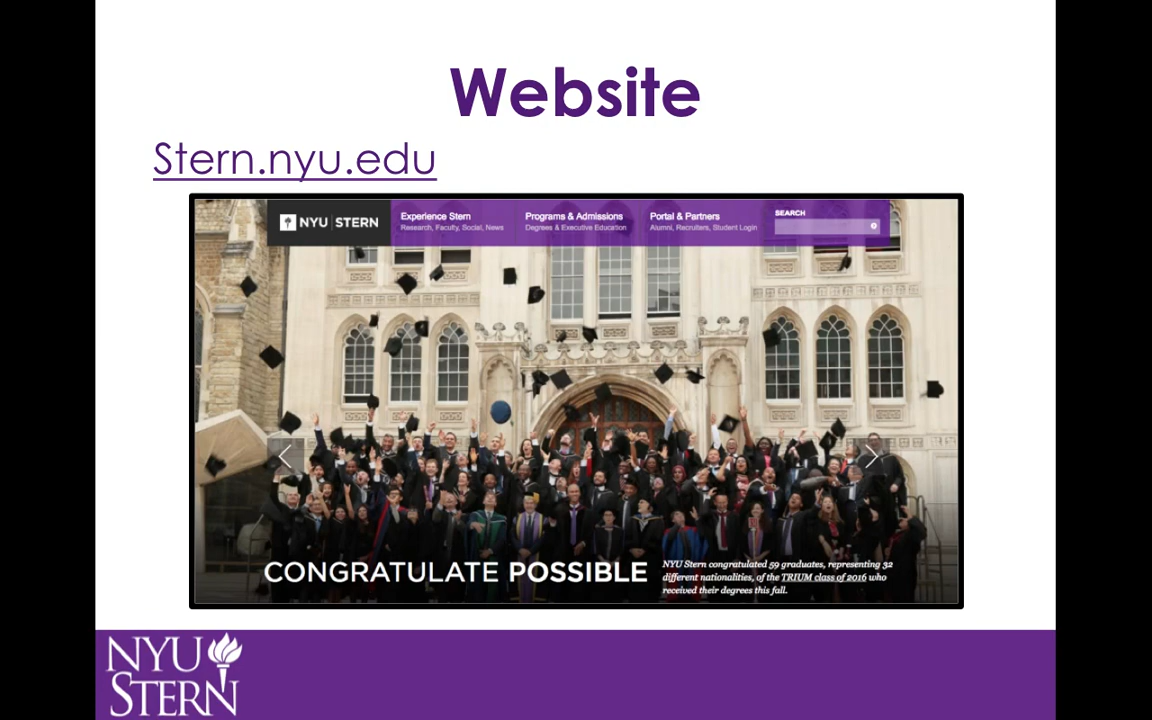 Website
Stern.nyu.edu
NYU | STERN
Experience Stern
Research, Faculty, Social, News
Programs & Admissions
Degrees & Executive Education
Portal & Partners
Alumni, Recruiters, Student Login
SEARCH
CONGRATULATE POSSIBLE
NYU Stern congratulated 59 graduates, representing 32
different nationalities, of the TRIUM class of 2016 who
received their degrees this fall.
NYU
STERN